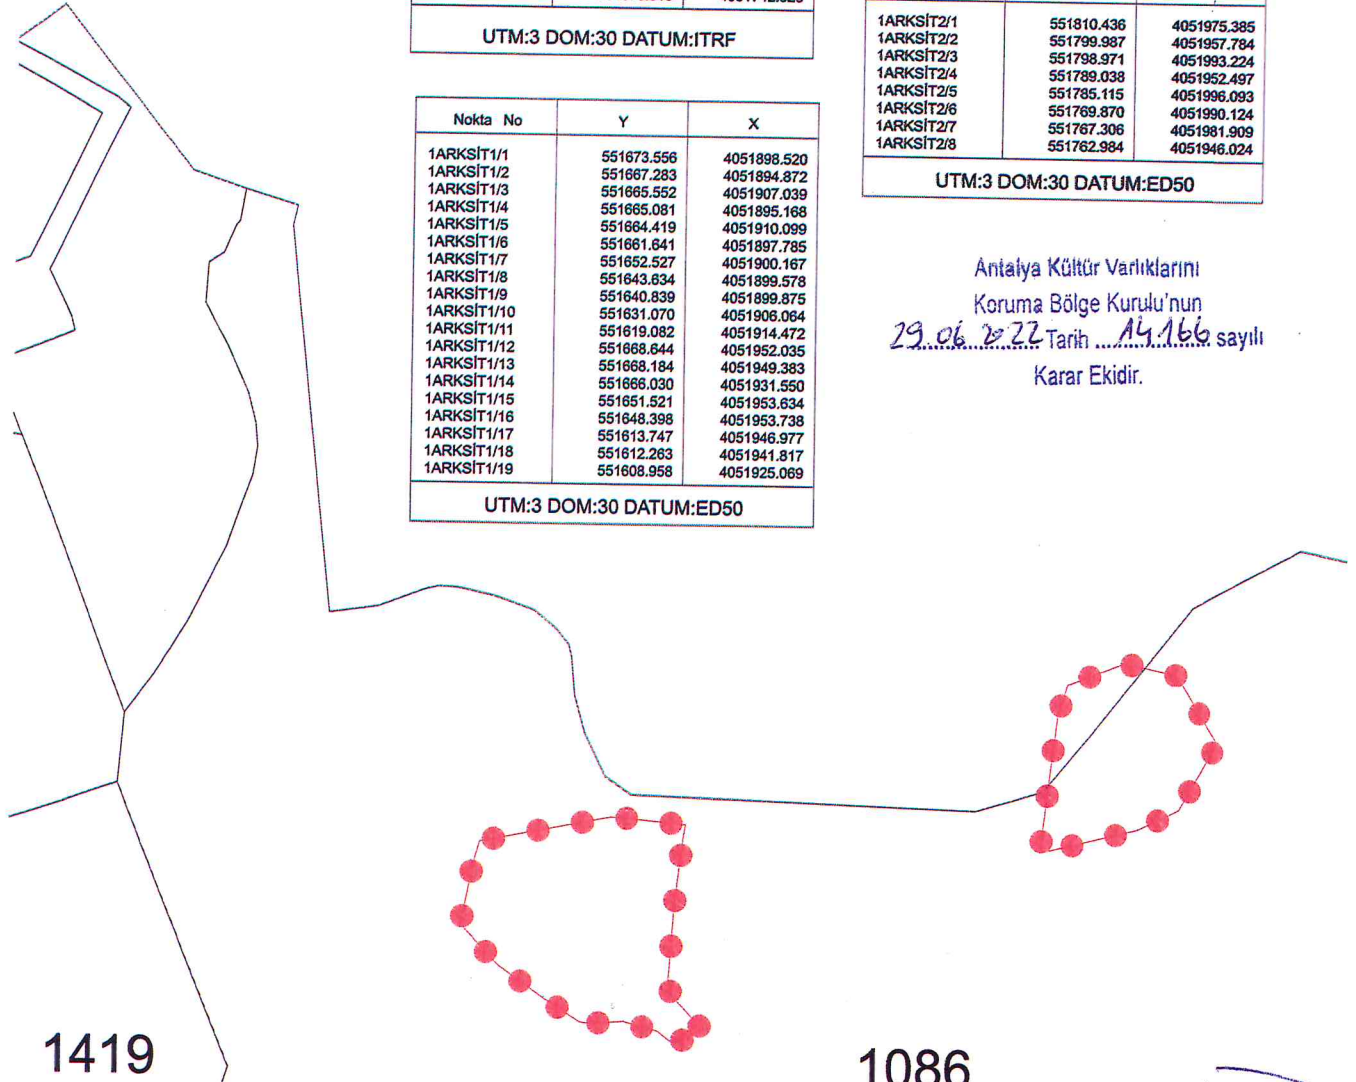 UTM:3 DOM:30 DATUM:ITRF
Nokta No Y X
1ARKSİT1/1 551673.556 4051898.520
1ARKSİT1/2 551667.283 4051894.872
1ARKSİT1/3 551665.552 4051907.039
1ARKSİT1/4 551665.081 4051895.168
1ARKSİT1/5 551664.419 4051910.099
1ARKSİT1/6 551661.641 4051897.785
1ARKSİT1/7 551652.527 4051900.167
1ARKSİT1/8 551643.634 4051899.578
1ARKSİT1/9 551640.839 4051899.875
1ARKSİT1/10 551631.070 4051906.064
1ARKSİT1/11 551619.082 4051914.472
1ARKSİT1/12 551668.644 4051952.035
1ARKSİT1/13 551668.184 4051949.383
1ARKSİT1/14 551666.030 4051931.550
1ARKSİT1/15 551651.521 4051953.634
1ARKSİT1/16 551648.398 4051953.738
1ARKSİT1/17 551613.747 4051946.977
1ARKSİT1/18 551612.263 4051941.817
1ARKSİT1/19 551608.958 4051925.069
UTM:3 DOM:30 DATUM:ED50
1ARKSİT2/1 551810.436 4051975.385
1ARKSİT2/2 551799.987 4051957.784
1ARKSİT2/3 551798.971 4051993.224
1ARKSİT2/4 551789.038 4051952.497
1ARKSİT2/5 551785.115 4051996.093
1ARKSİT2/6 551769.870 4051990.124
1ARKSİT2/7 551767.306 4051981.909
1ARKSİT2/8 551762.984 4051946.024
UTM:3 DOM:30 DATUM:ED50
Antalya Kültür Varlıklarını
Koruma Bölge Kurulu'nun
29.06.2022 Tarih ...14.166 sayılı
Karar Ekidir.
1419
1086